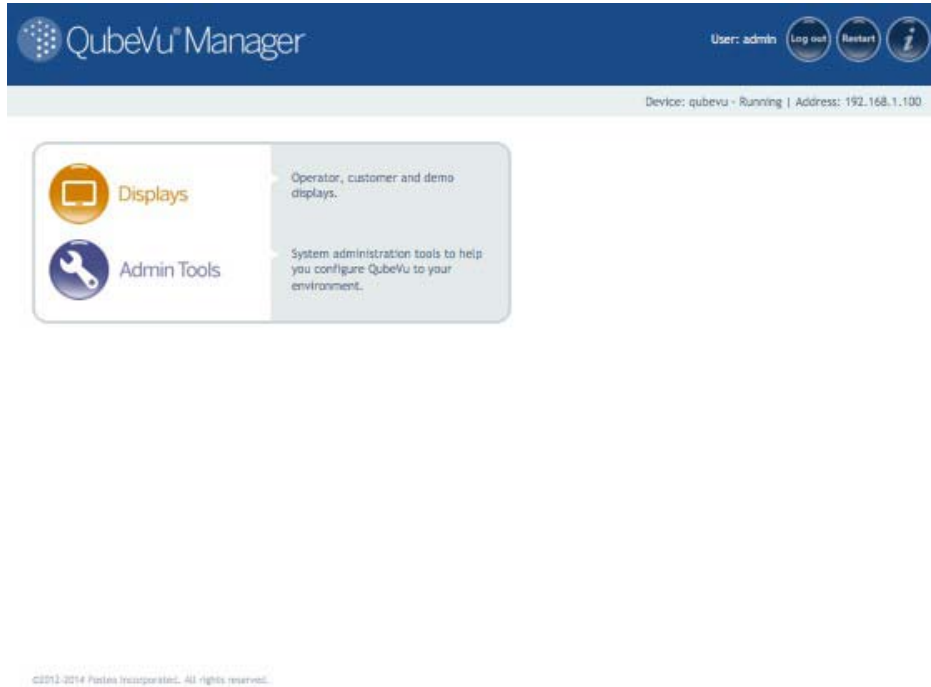 QubeVu® Manager
User: admin
Log out
Restart
i
Device: qubevu - Running | Address: 192.168.1.100
Displays
Operator, customer and demo
displays.
Admin Tools
System administration tools to help
you configure QubeVu to your
environment.
©2012-2014 Postea Incorporated. All rights reserved.